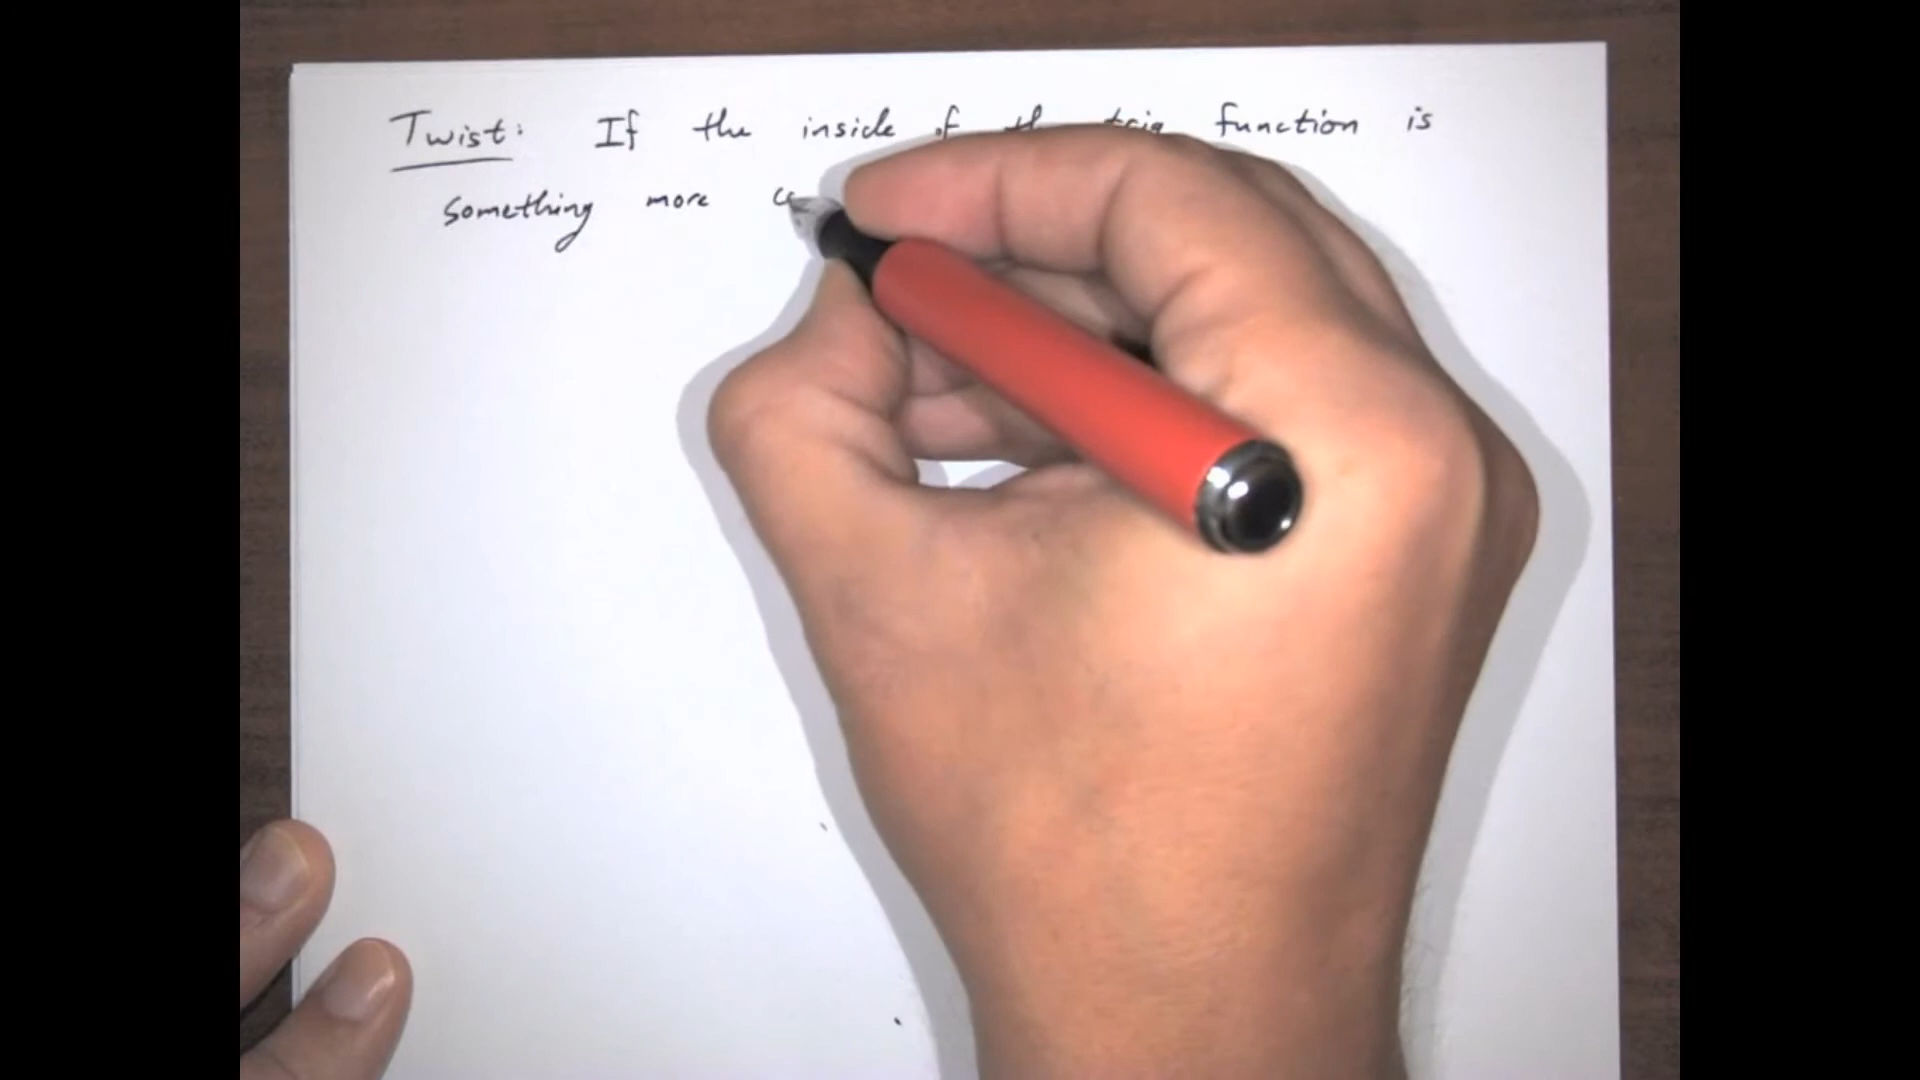 Twist: If the inside of the trig function is
something more